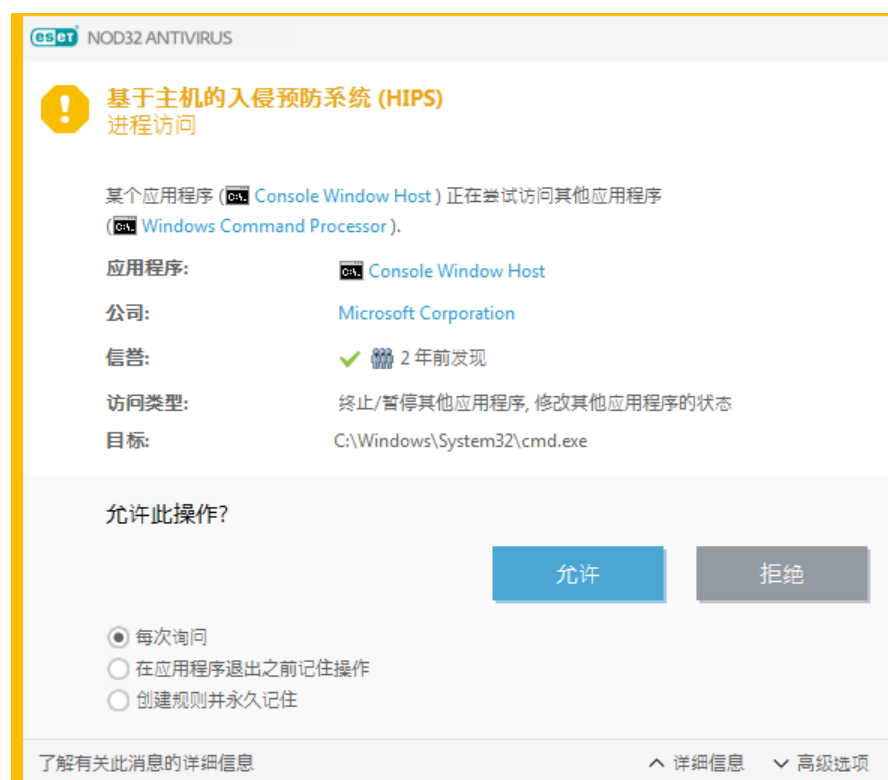 eset NOD32 ANTIVIRUS
基于主机的入侵预防系统 (HIPS)
进程访问
某个应用程序 ( Console Window Host ) 正在尝试访问其他应用程序
( Windows Command Processor ).
应用程序: Console Window Host
公司: Microsoft Corporation
信誉: 2 年前发现
访问类型: 终止/暂停其他应用程序, 修改其他应用程序的状态
目标: C:\Windows\System32\cmd.exe
允许此操作?
允许 拒绝
每次询问
在应用程序退出之前记住操作
创建规则并永久记住
了解有关此消息的详细信息 详细信息 高级选项